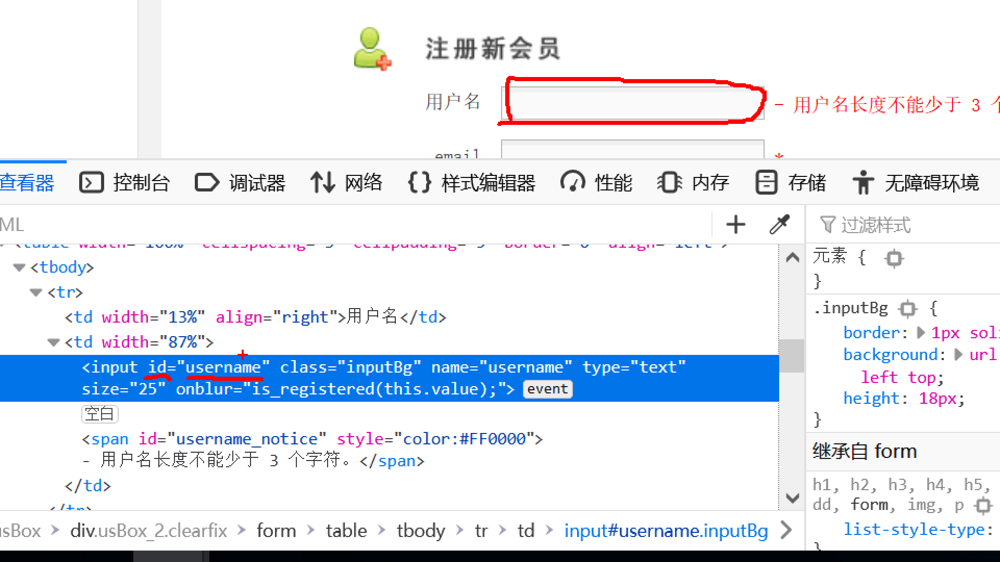 注册新会员
用户名
- 用户名长度不能少于 3
email
*
查看器 控制台 调试器 网络 样式编辑器 性能 内存 存储 无障碍环境
ML
过滤样式
<table width="100%" cellspacing="5" cellpadding="5" border="0" align="left">
<tbody>
<tr>
<td width="13%" align="right">用户名</td>
<td width="87%">
<input id="username" class="inputBg" name="username" type="text"
size="25" onblur="is_registered(this.value);"> event
空白
<span id="username_notice" style="color:#FF0000">
- 用户名长度不能少于 3 个字符。</span>
</td>
</tr>
usBox > div.usBox_2.clearfix > form > table > tbody > tr > td > input#username.inputBg
元素 {
}
.inputBg {
border: 1px soli
background: url
left top;
height: 18px;
}
继承自 form
h1, h2, h3, h4, h5,
dd, form, img, p
list-style-type:
}